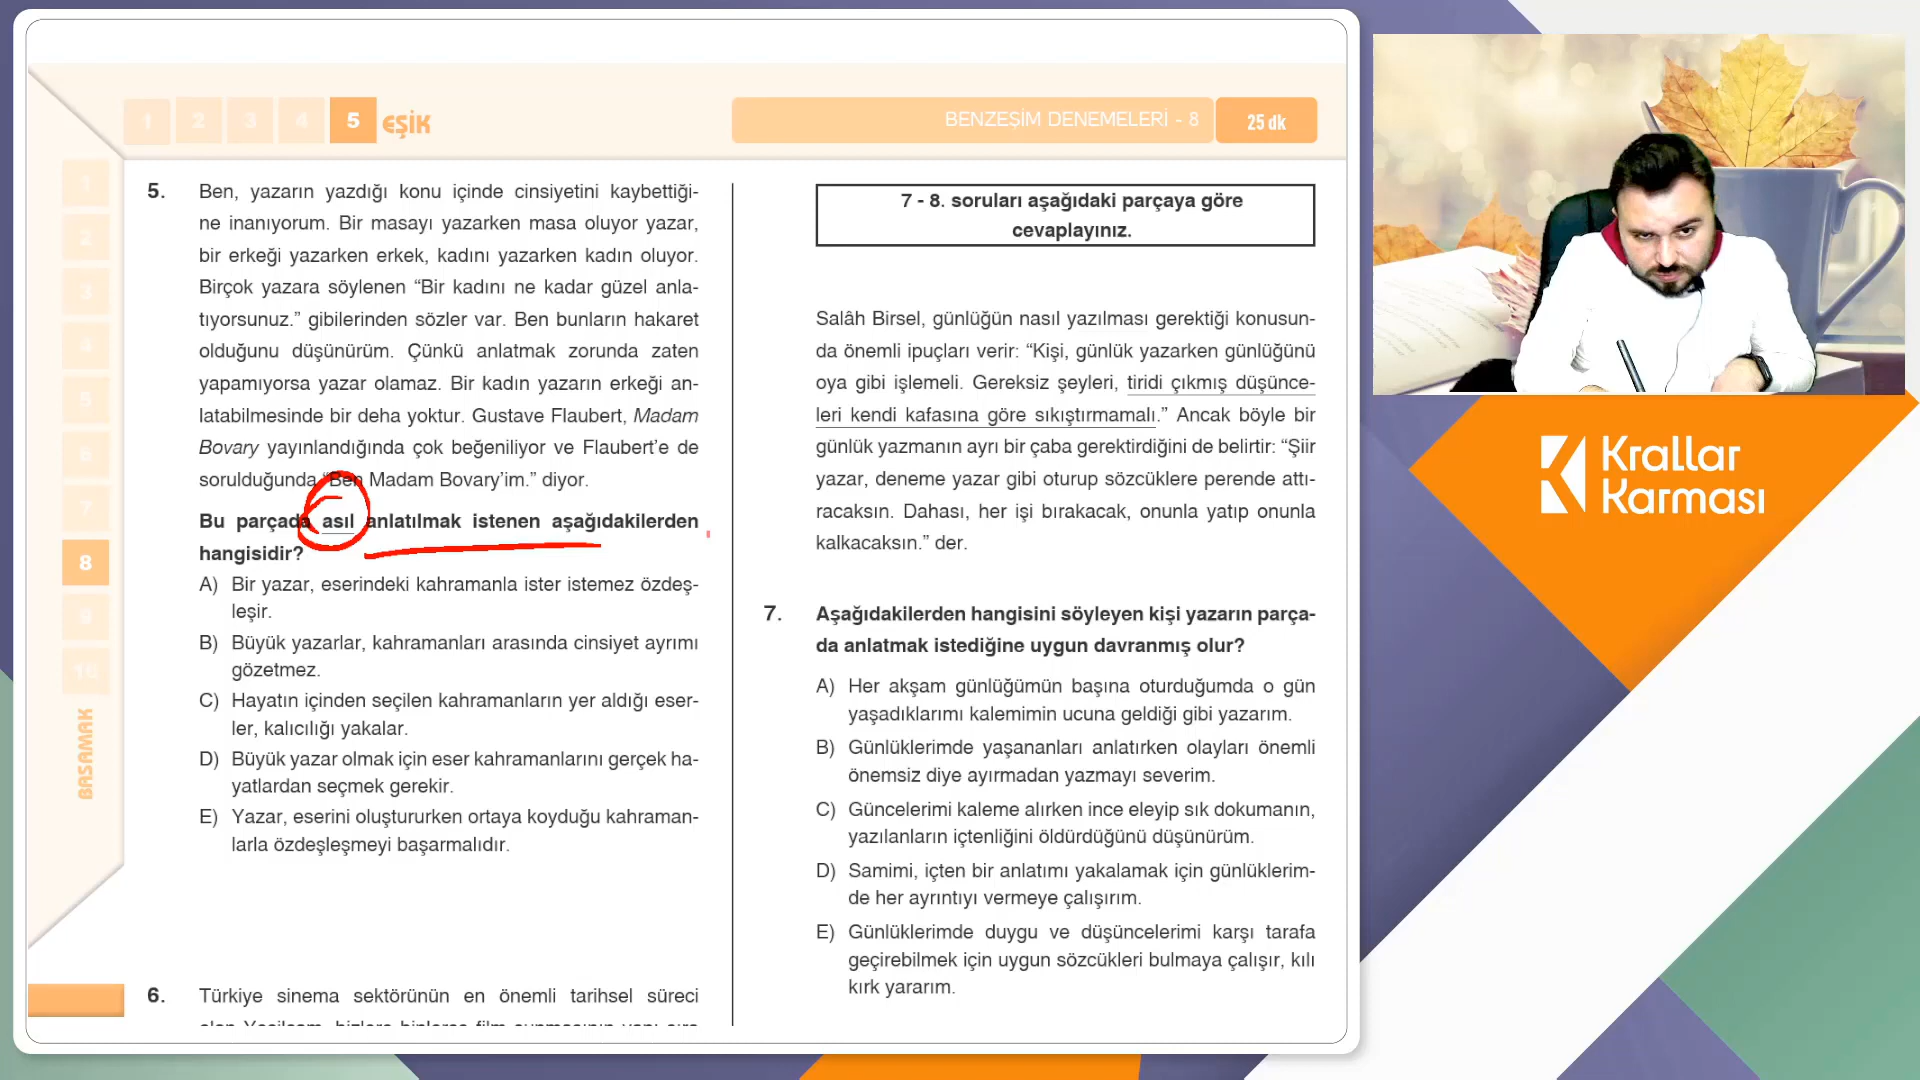 1 2 3 4 5 EŞİK
BENZEŞİM DENEMELERİ - 8 25 dk
1
2
3
4
5
6
7
8
9
10
BASAMAK
5. Ben, yazarın yazdığı konu içinde cinsiyetini kaybettiği-
ne inanıyorum. Bir masayı yazarken masa oluyor yazar,
bir erkeği yazarken erkek, kadını yazarken kadın oluyor.
Birçok yazara söylenen “Bir kadını ne kadar güzel anla-
tıyorsunuz.” gibilerinden sözler var. Ben bunların hakaret
olduğunu düşünürüm. Çünkü anlatmak zorunda zaten
yapamıyorsa yazar olamaz. Bir kadın yazarın erkeği an-
latabilmesinde bir deha yoktur. Gustave Flaubert, Madam
Bovary yayınlandığında çok beğeniliyor ve Flaubert’e de
sorulduğunda “Ben Madam Bovary’im.” diyor.
Bu parçada asıl anlatılmak istenen aşağıdakilerden
hangisidir?
A) Bir yazar, eserindeki kahramanla ister istemez özdeş-
leşir.
B) Büyük yazarlar, kahramanları arasında cinsiyet ayrımı
gözetmez.
C) Hayatın içinden seçilen kahramanların yer aldığı eser-
ler, kalıcılığı yakalar.
D) Büyük yazar olmak için eser kahramanlarını gerçek ha-
yatlardan seçmek gerekir.
E) Yazar, eserini oluştururken ortaya koyduğu kahraman-
larla özdeşleşmeyi başarmalıdır.
6. Türkiye sinema sektörünün en önemli tarihsel süreci
7 - 8. soruları aşağıdaki parçaya göre
cevaplayınız.
Salâh Birsel, günlüğün nasıl yazılması gerektiği konusun-
da önemli ipuçları verir: “Kişi, günlük yazarken günlüğünü
oya gibi işlemeli. Gereksiz şeyleri, tiridi çıkmış düşünce-
leri kendi kafasına göre sıkıştırmamalı.” Ancak böyle bir
günlük yazmanın ayrı bir çaba gerektirdiğini de belirtir: “Şiir
yazar, deneme yazar gibi oturup sözcüklere perende attı-
racaksın. Dahası, her işi bırakacak, onunla yatıp onunla
kalkacaksın.” der.
7. Aşağıdakilerden hangisini söyleyen kişi yazarın parça-
da anlatmak istediğine uygun davranmış olur?
A) Her akşam günlüğümün başına oturduğumda o gün
yaşadıklarımı kalemimin ucuna geldiği gibi yazarım.
B) Günlüklerimde yaşananları anlatırken olayları önemli
önemsiz diye ayırmadan yazmayı severim.
C) Güncelerimi kaleme alırken ince eleyip sık dokumanın,
yazılanların içtenliğini öldürdüğünü düşünürüm.
D) Samimi, içten bir anlatımı yakalamak için günlüklerim-
de her ayrıntıyı vermeye çalışırım.
E) Günlüklerimde duygu ve düşüncelerimi karşı tarafa
geçirebilmek için uygun sözcükleri bulmaya çalışır, kılı
kırk yararım.
Krallar
Karması